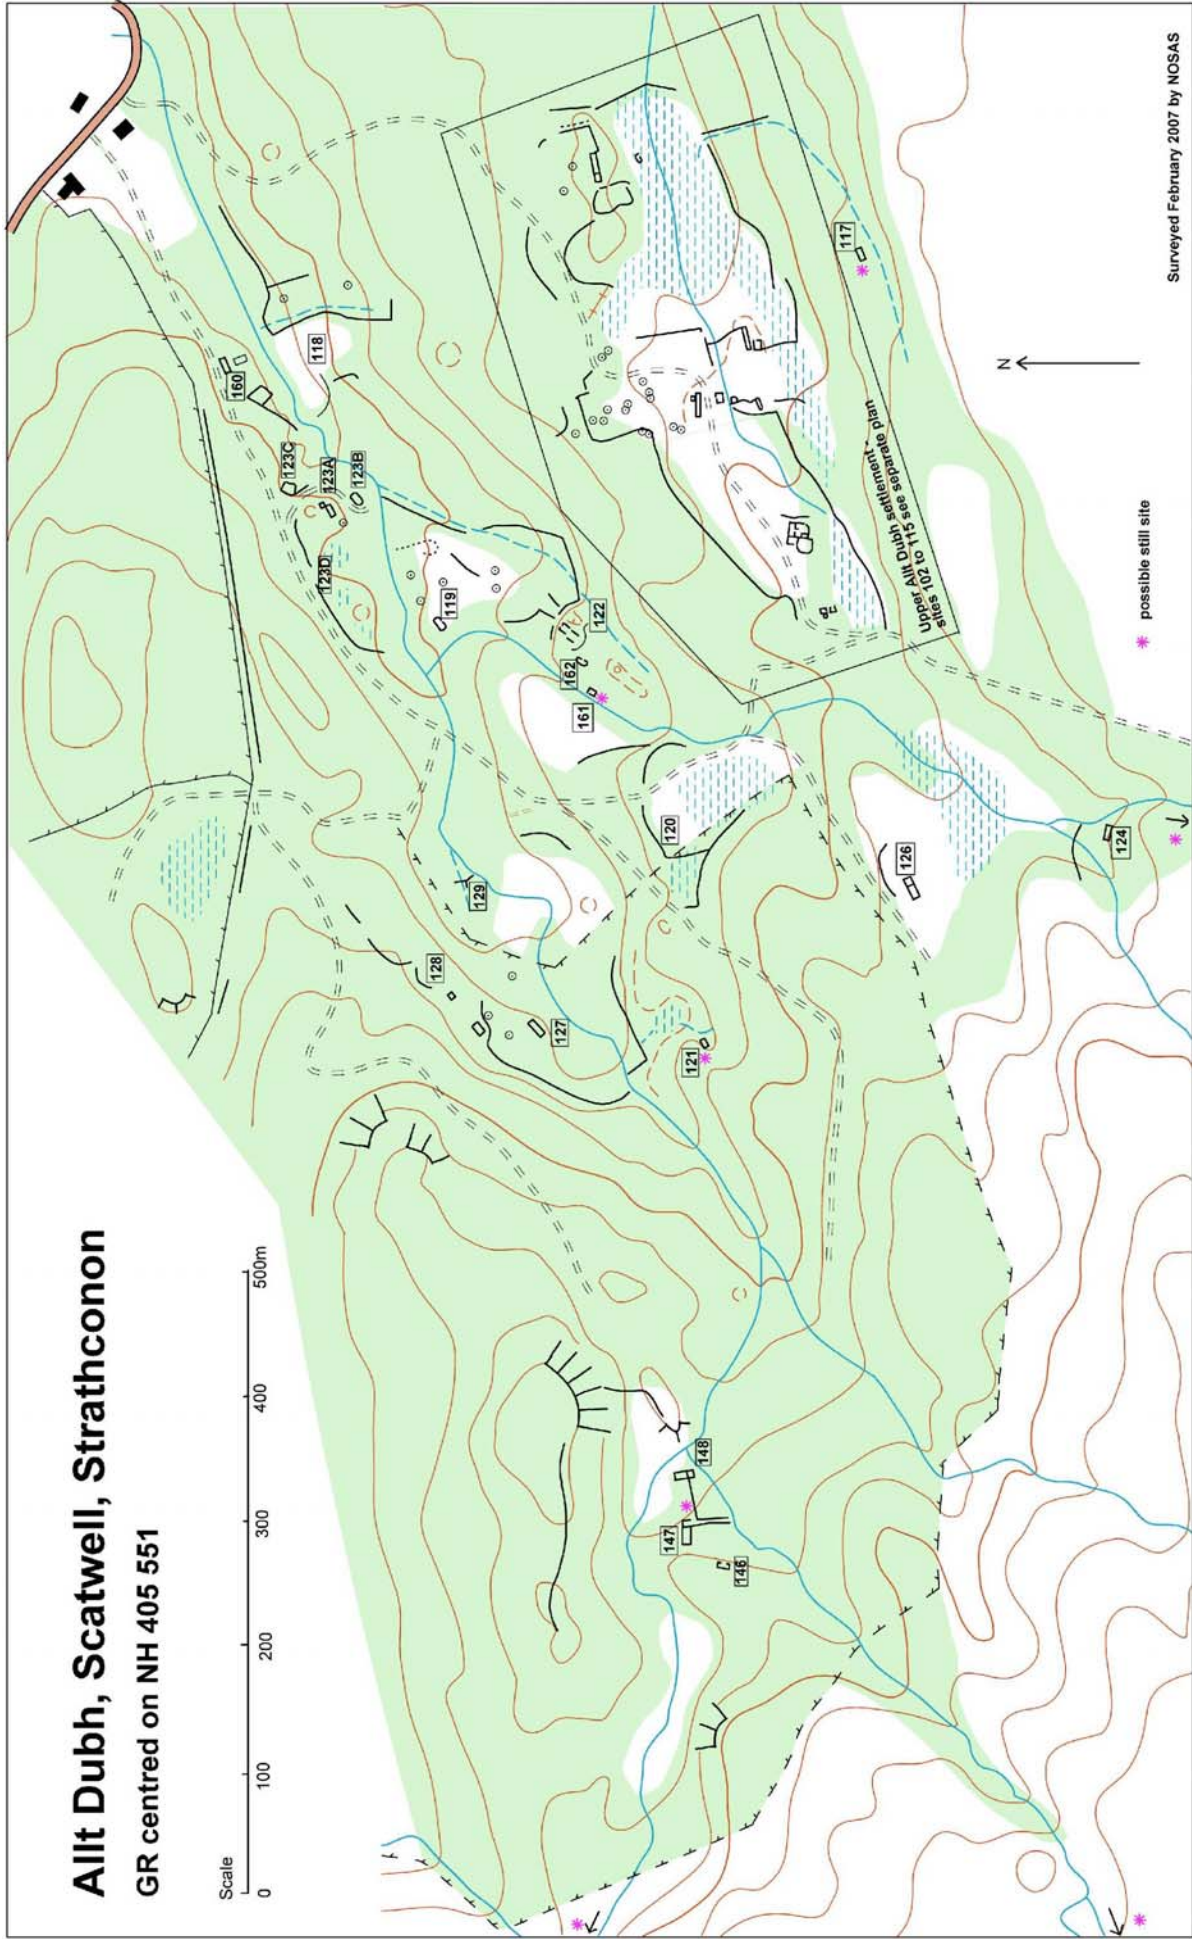 Allt Dubh, Scatwell, Strathconon
GR centred on NH 405 551
Scale
0 100 200 300 400 500m
160
118
123C
123A
123B
123D
119
122
162
161
117
120
129
128
127
121
126
124
148
147
146
Upper Allt Dubh settlement,
sites 102 to 115 see separate plan
N
possible still site
Surveyed February 2007 by NOSAS